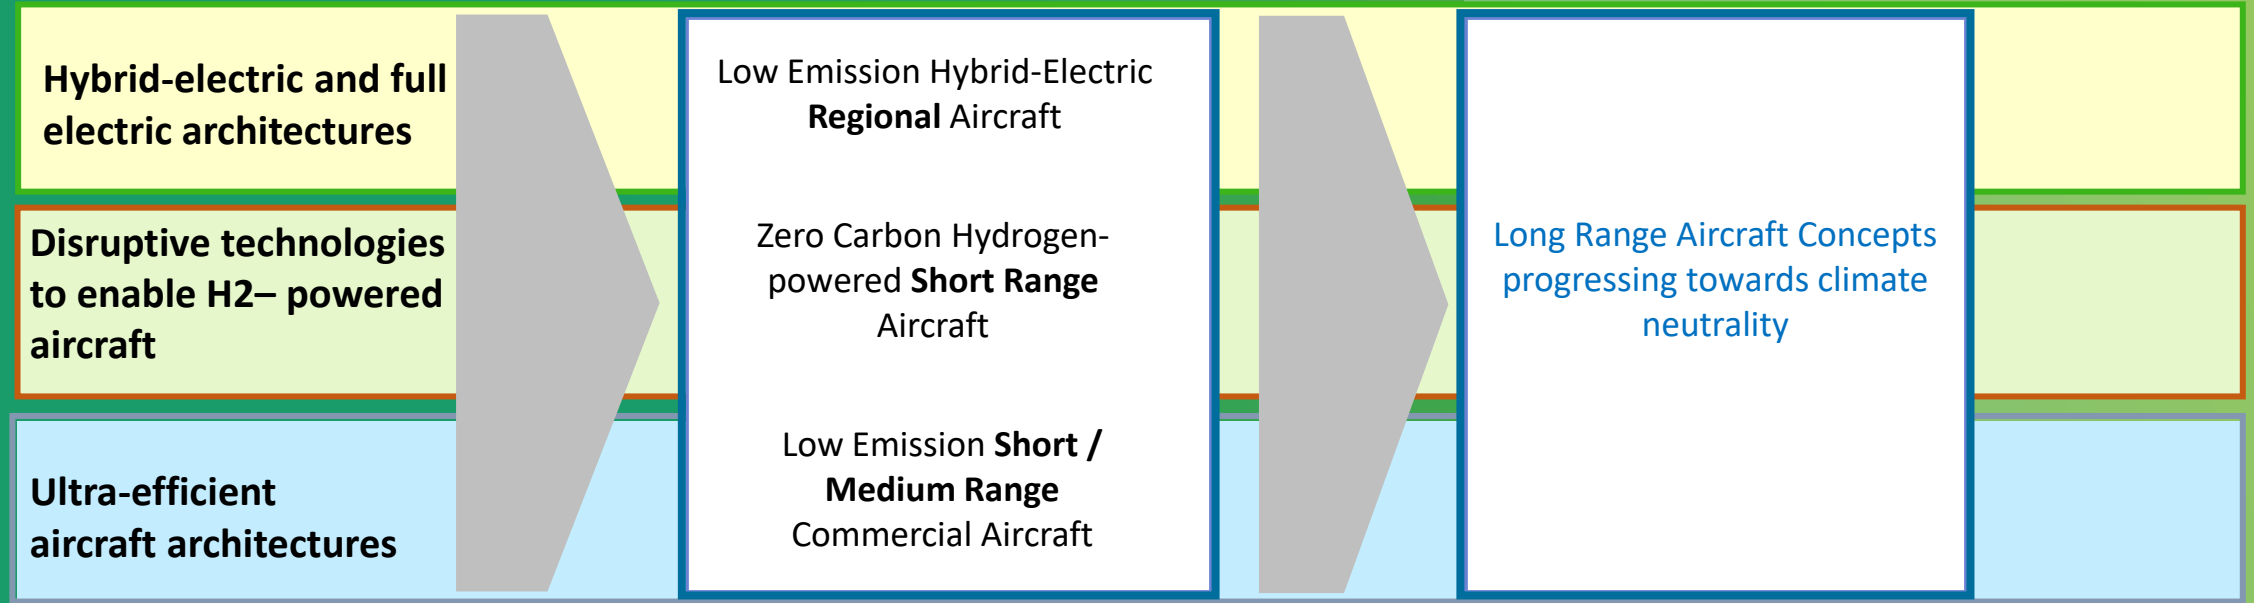 Hybrid-electric and full
electric architectures
Disruptive technologies
to enable H2– powered
aircraft
Ultra-efficient
aircraft architectures
Low Emission Hybrid-Electric
Regional Aircraft
Zero Carbon Hydrogen-
powered Short Range
Aircraft
Low Emission Short /
Medium Range
Commercial Aircraft
Long Range Aircraft Concepts
progressing towards climate
neutrality